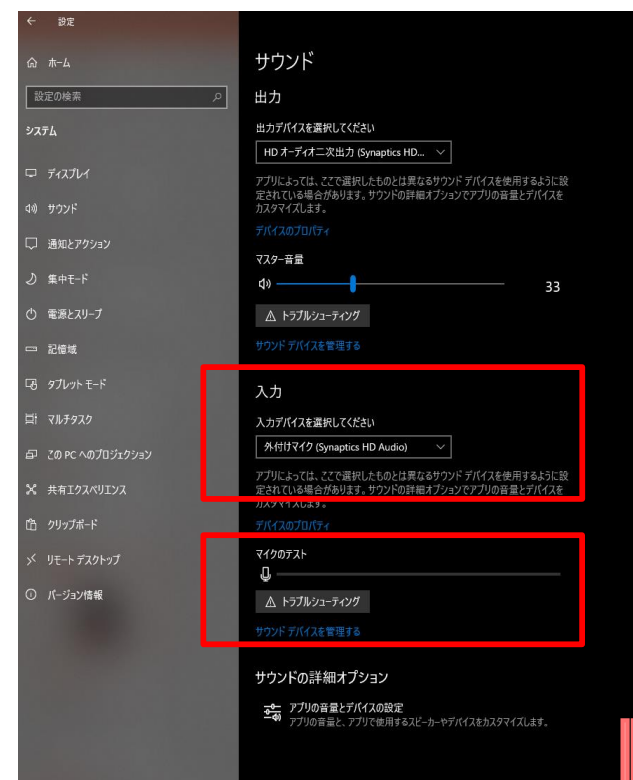 設定
ホーム
設定の検索
システム
ディスプレイ
サウンド
通知とアクション
集中モード
電源とスリープ
記憶域
タブレット モード
マルチタスク
この PC へのプロジェクション
共有エクスペリエンス
クリップボード
リモート デスクトップ
バージョン情報
サウンド
出力
出力デバイスを選択してください
HD オーディオ二次出力 (Synaptics HD...
アプリによっては、ここで選択したものとは異なるサウンド デバイスを使用するように設
定されている場合があります。サウンドの詳細オプションでアプリの音量とデバイスを
カスタマイズします。
デバイスのプロパティ
マスター音量
33
トラブルシューティング
サウンド デバイスを管理する
入力
入力デバイスを選択してください
外付けマイク (Synaptics HD Audio)
アプリによっては、ここで選択したものとは異なるサウンド デバイスを使用するように設
定されている場合があります。サウンドの詳細オプションでアプリの音量とデバイスを
カスタマイズします。
デバイスのプロパティ
マイクのテスト
トラブルシューティング
サウンド デバイスを管理する
サウンドの詳細オプション
アプリの音量とデバイスの設定
アプリの音量と、アプリで使用するスピーカーやデバイスをカスタマイズします。